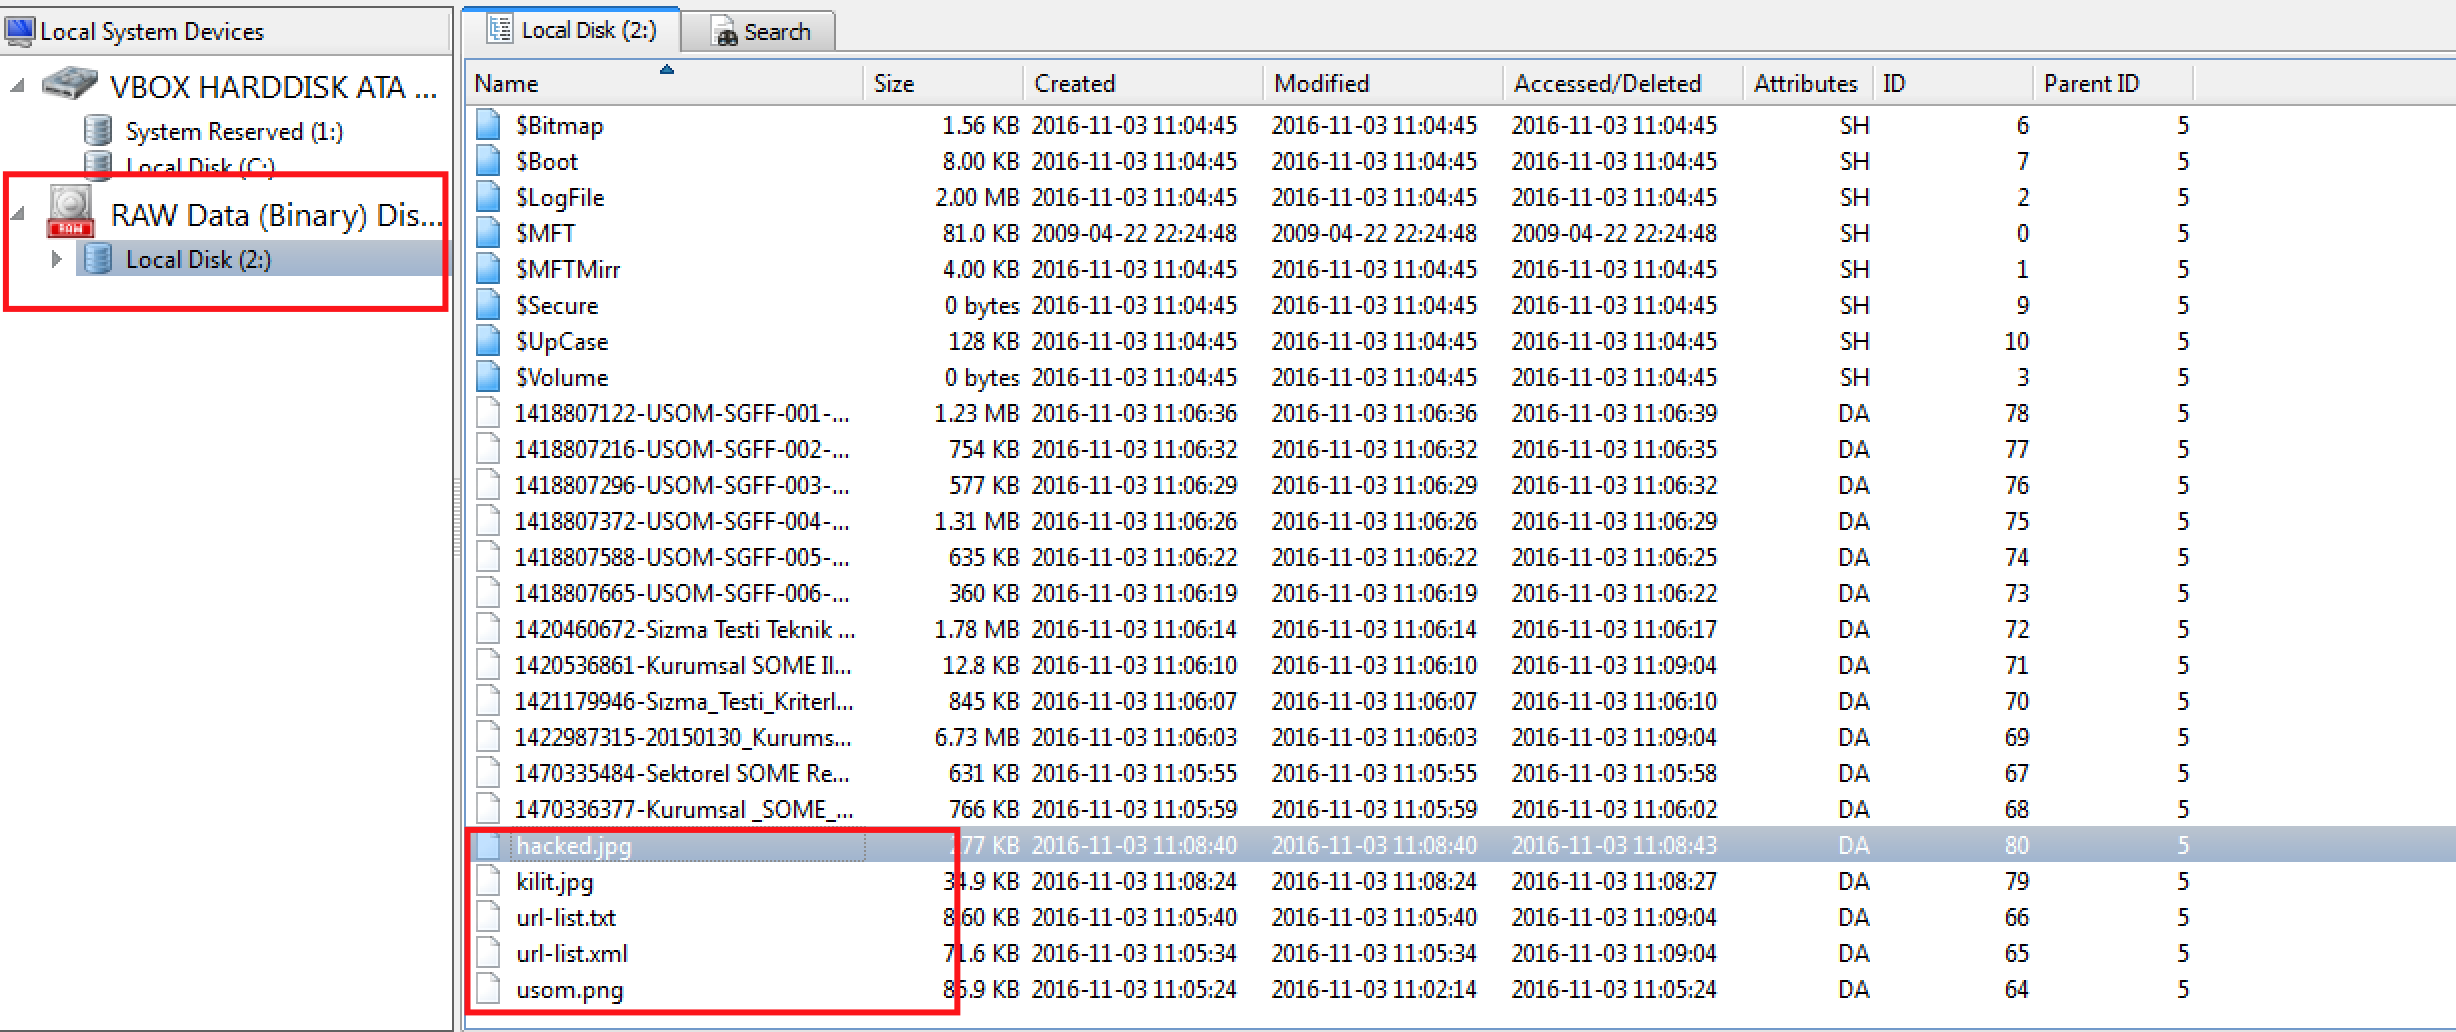 Local System Devices
VBOX HARDDISK ATA ...
System Reserved (1:)
Local Disk (C:)
RAW Data (Binary) Dis...
RAW
Local Disk (2:)
Local Disk (2:) Search
Name Size Created Modified Accessed/Deleted Attributes ID Parent ID
$Bitmap 1.56 KB 2016-11-03 11:04:45 2016-11-03 11:04:45 2016-11-03 11:04:45 SH 6 5
$Boot 8.00 KB 2016-11-03 11:04:45 2016-11-03 11:04:45 2016-11-03 11:04:45 SH 7 5
$LogFile 2.00 MB 2016-11-03 11:04:45 2016-11-03 11:04:45 2016-11-03 11:04:45 SH 2 5
$MFT 81.0 KB 2009-04-22 22:24:48 2009-04-22 22:24:48 2009-04-22 22:24:48 SH 0 5
$MFTMirr 4.00 KB 2016-11-03 11:04:45 2016-11-03 11:04:45 2016-11-03 11:04:45 SH 1 5
$Secure 0 bytes 2016-11-03 11:04:45 2016-11-03 11:04:45 2016-11-03 11:04:45 SH 9 5
$UpCase 128 KB 2016-11-03 11:04:45 2016-11-03 11:04:45 2016-11-03 11:04:45 SH 10 5
$Volume 0 bytes 2016-11-03 11:04:45 2016-11-03 11:04:45 2016-11-03 11:04:45 SH 3 5
1418807122-USOM-SGFF-001-... 1.23 MB 2016-11-03 11:06:36 2016-11-03 11:06:36 2016-11-03 11:06:39 DA 78 5
1418807216-USOM-SGFF-002-... 754 KB 2016-11-03 11:06:32 2016-11-03 11:06:32 2016-11-03 11:06:35 DA 77 5
1418807296-USOM-SGFF-003-... 577 KB 2016-11-03 11:06:29 2016-11-03 11:06:29 2016-11-03 11:06:32 DA 76 5
1418807372-USOM-SGFF-004-... 1.31 MB 2016-11-03 11:06:26 2016-11-03 11:06:26 2016-11-03 11:06:29 DA 75 5
1418807588-USOM-SGFF-005-... 635 KB 2016-11-03 11:06:22 2016-11-03 11:06:22 2016-11-03 11:06:25 DA 74 5
1418807665-USOM-SGFF-006-... 360 KB 2016-11-03 11:06:19 2016-11-03 11:06:19 2016-11-03 11:06:22 DA 73 5
1420460672-Sizma Testi Teknik ... 1.78 MB 2016-11-03 11:06:14 2016-11-03 11:06:14 2016-11-03 11:06:17 DA 72 5
1420536861-Kurumsal SOME Il... 12.8 KB 2016-11-03 11:06:10 2016-11-03 11:06:10 2016-11-03 11:09:04 DA 71 5
1421179946-Sızma_Testi_Kriterl... 845 KB 2016-11-03 11:06:07 2016-11-03 11:06:07 2016-11-03 11:06:10 DA 70 5
1422987315-20150130_Kurums... 6.73 MB 2016-11-03 11:06:03 2016-11-03 11:06:03 2016-11-03 11:09:04 DA 69 5
1470335484-Sektorel SOME Re... 631 KB 2016-11-03 11:05:55 2016-11-03 11:05:55 2016-11-03 11:05:58 DA 67 5
1470336377-Kurumsal _SOME_... 766 KB 2016-11-03 11:05:59 2016-11-03 11:05:59 2016-11-03 11:06:02 DA 68 5
hacked.jpg KB 2016-11-03 11:08:40 2016-11-03 11:08:40 2016-11-03 11:08:43 DA 80 5
kilit.jpg 34.9 KB 2016-11-03 11:08:24 2016-11-03 11:08:24 2016-11-03 11:08:27 DA 79 5
url-list.txt 8.60 KB 2016-11-03 11:05:40 2016-11-03 11:05:40 2016-11-03 11:09:04 DA 66 5
url-list.xml 71.6 KB 2016-11-03 11:05:34 2016-11-03 11:05:34 2016-11-03 11:09:04 DA 65 5
usom.png KB 2016-11-03 11:05:24 2016-11-03 11:02:14 2016-11-03 11:05:24 DA 64 5